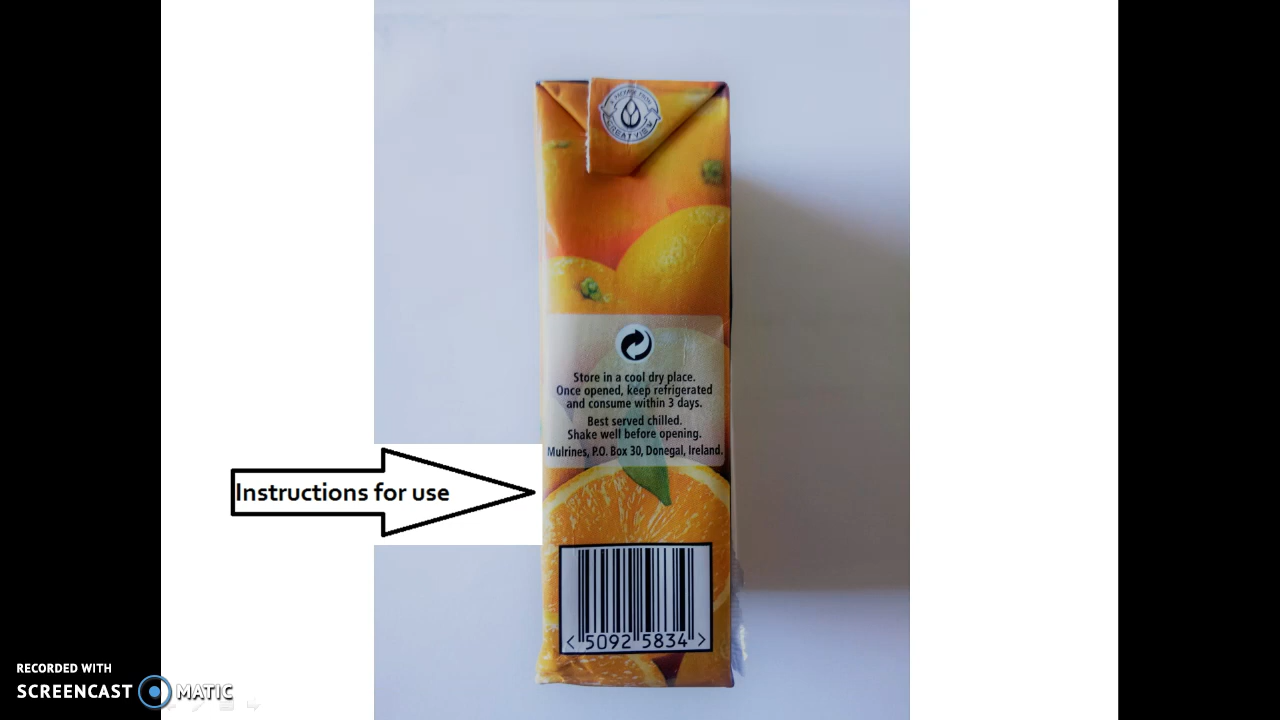 GREATVIEW
Store in a cool dry place.
Once opened, keep refrigerated
and consume within 3 days.
Best served chilled.
Shake well before opening.
Mulrines, P.O. Box 30, Donegal, Ireland.
Instructions for use
< 5092 5834 >
RECORDED WITH
SCREENCAST MATIC